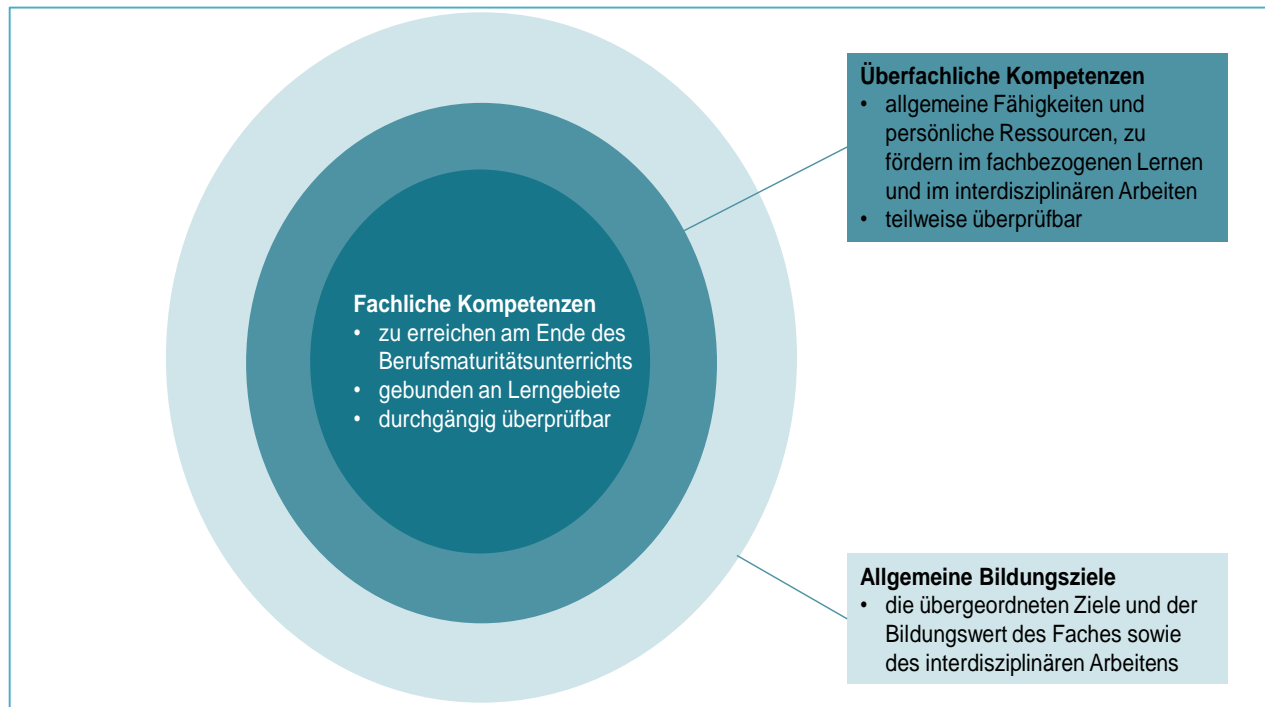 Überfachliche Kompetenzen
• allgemeine Fähigkeiten und
persönliche Ressourcen, zu
fördern im fachbezogenen Lernen
und im interdisziplinären Arbeiten
• teilweise überprüfbar
Fachliche Kompetenzen
• zu erreichen am Ende des
Berufsmaturitätsunterrichts
• gebunden an Lerngebiete
• durchgängig überprüfbar
Allgemeine Bildungsziele
• die übergeordneten Ziele und der
Bildungswert des Faches sowie
des interdisziplinären Arbeitens